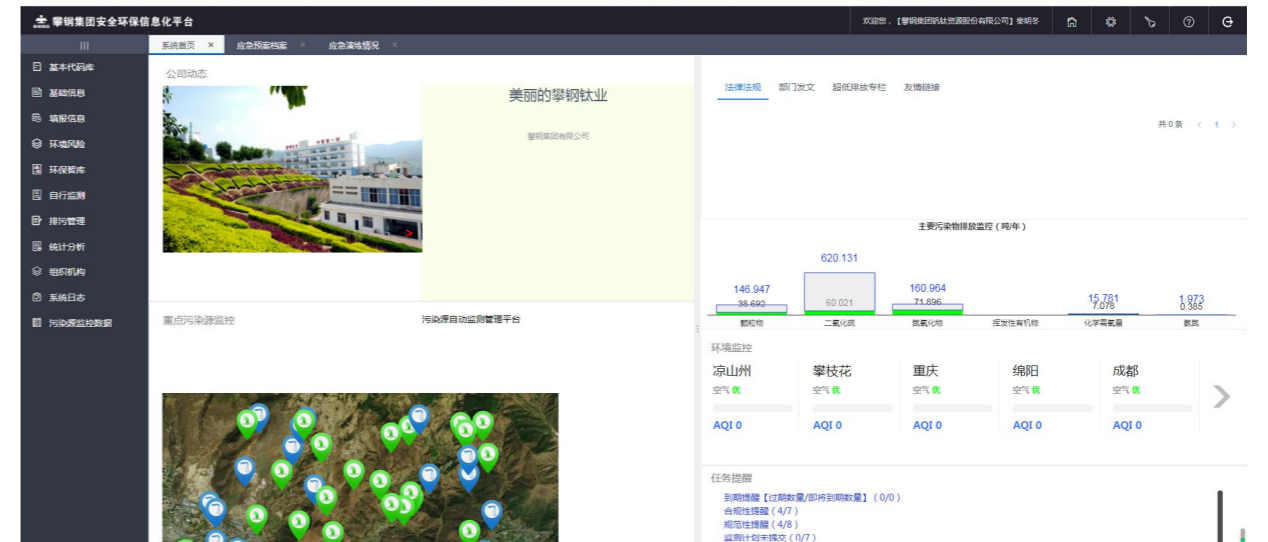 攀钢集团安全环保信息化平台
欢迎您，【攀钢集团钒钛资源股份有限公司】秦明冬
系统首页 × 应急预案档案 × 应急演练情况 ×
基本代码库
基础信息
填报信息
环境风险
环保智库
自行监测
排污管理
统计分析
组织机构
系统日志
污染源监控数据
公司动态
美丽的攀钢钛业
攀钢集团有限公司
>
重点污染源监控
污染源自动监测管理平台
法律法规 部门发文 超低排放专栏 友情链接
共 0 条 < 1 >
主要污染物排放监控（吨/年）
620.131
146.947 160.964 15.781 1.973
38.692 60.021 71.896 7.078 0.385
颗粒物 二氧化硫 氮氧化物 挥发性有机物 化学需氧量 氨氮
环境监控
凉山州 攀枝花 重庆 绵阳 成都
空气 优 空气 优 空气 优 空气 优 空气 优
AQI 0 AQI 0 AQI 0 AQI 0 AQI 0
任务提醒
到期提醒【过期数量/即将到期数量】（0/0）
合规性提醒（4/7）
规范性提醒（4/8）
监测计划未提交（0/7）